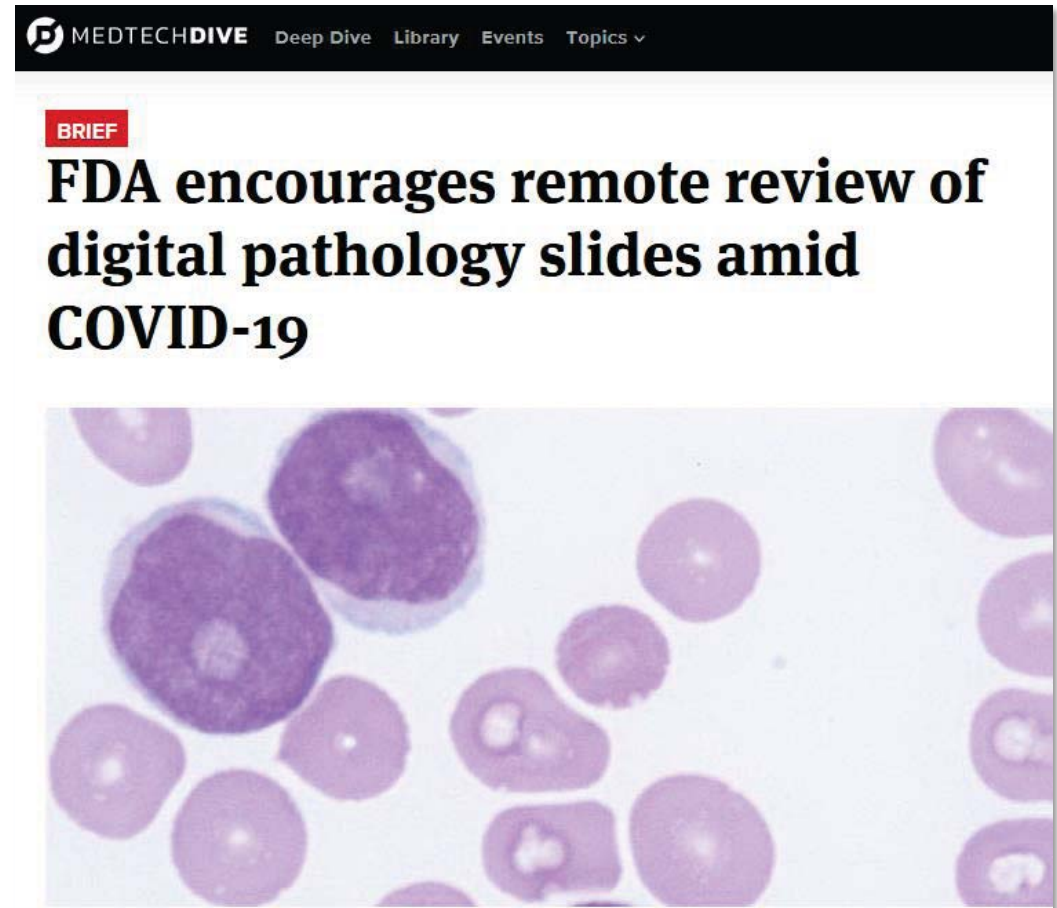 MEDTECHDIVE Deep Dive Library Events Topics
BRIEF
FDA encourages remote review of
digital pathology slides amid
COVID-19